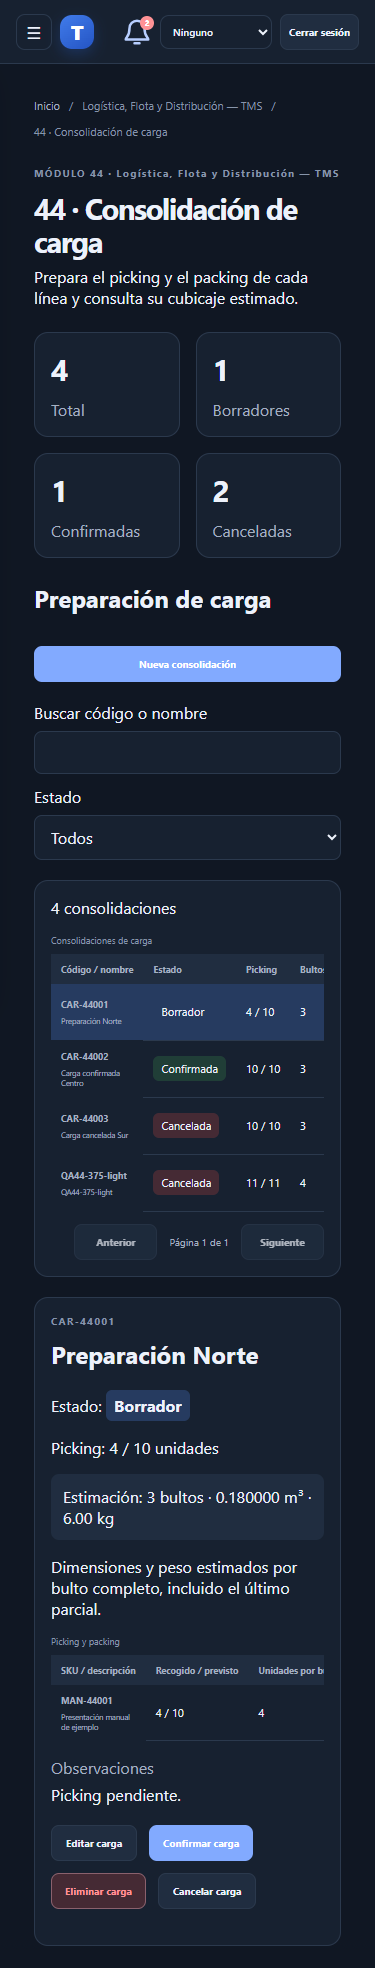 ☰ T 2 Ninguno Cerrar sesión
Inicio / Logística, Flota y Distribución — TMS /
44 · Consolidación de carga
MÓDULO 44 · Logística, Flota y Distribución — TMS
44 · Consolidación de
carga
Prepara el picking y el packing de cada
línea y consulta su cubicaje estimado.
4 1
Total Borradores
1 2
Confirmadas Canceladas
Preparación de carga
Nueva consolidación
Buscar código o nombre
Estado
Todos
4 consolidaciones
Consolidaciones de carga
Código / nombre Estado Picking Bultos
CAR-44001
Preparación Norte
Borrador 4 / 10 3
CAR-44002
Carga confirmada
Centro
Confirmada 10 / 10 3
CAR-44003
Carga cancelada Sur
Cancelada 10 / 10 3
QA44-375-light
QA44-375-light
Cancelada 11 / 11 4
Anterior Página 1 de 1 Siguiente
CAR-44001
Preparación Norte
Estado: Borrador
Picking: 4 / 10 unidades
Estimación: 3 bultos · 0.180000 m³ ·
6.00 kg
Dimensiones y peso estimados por
bulto completo, incluido el último
parcial.
Picking y packing
SKU / descripción Recogido / previsto Unidades por
MAN-44001
Presentación manual
de ejemplo
4 / 10 4
Observaciones
Picking pendiente.
Editar carga Confirmar carga
Eliminar carga Cancelar carga